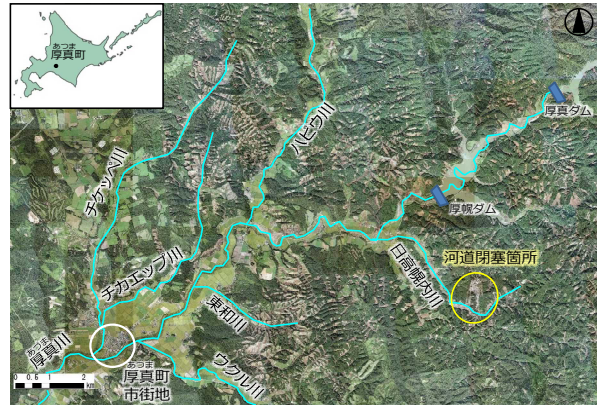 あつま
厚真町
厚真ダム
ハビウ川
厚幌ダム
チケッペ川
河道閉塞箇所
日高幌内川
チカエップ川
東和川
あつま
厚真川
あつま
厚真町
市街地
ウクル川
0 0.5 1 2
km